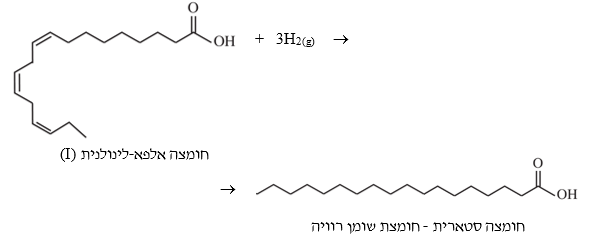 O
OH + 3H2(g) →
חומצה אלפא-לינולנית (I)
O
→ OH
חומצה סטארית - חומצת שומן רוויה